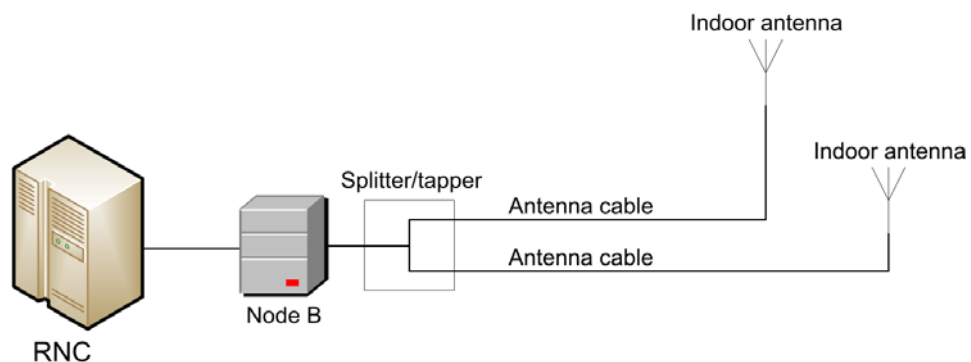 Indoor antenna
Indoor antenna
Splitter/tapper
Antenna cable
Antenna cable
Node B
RNC